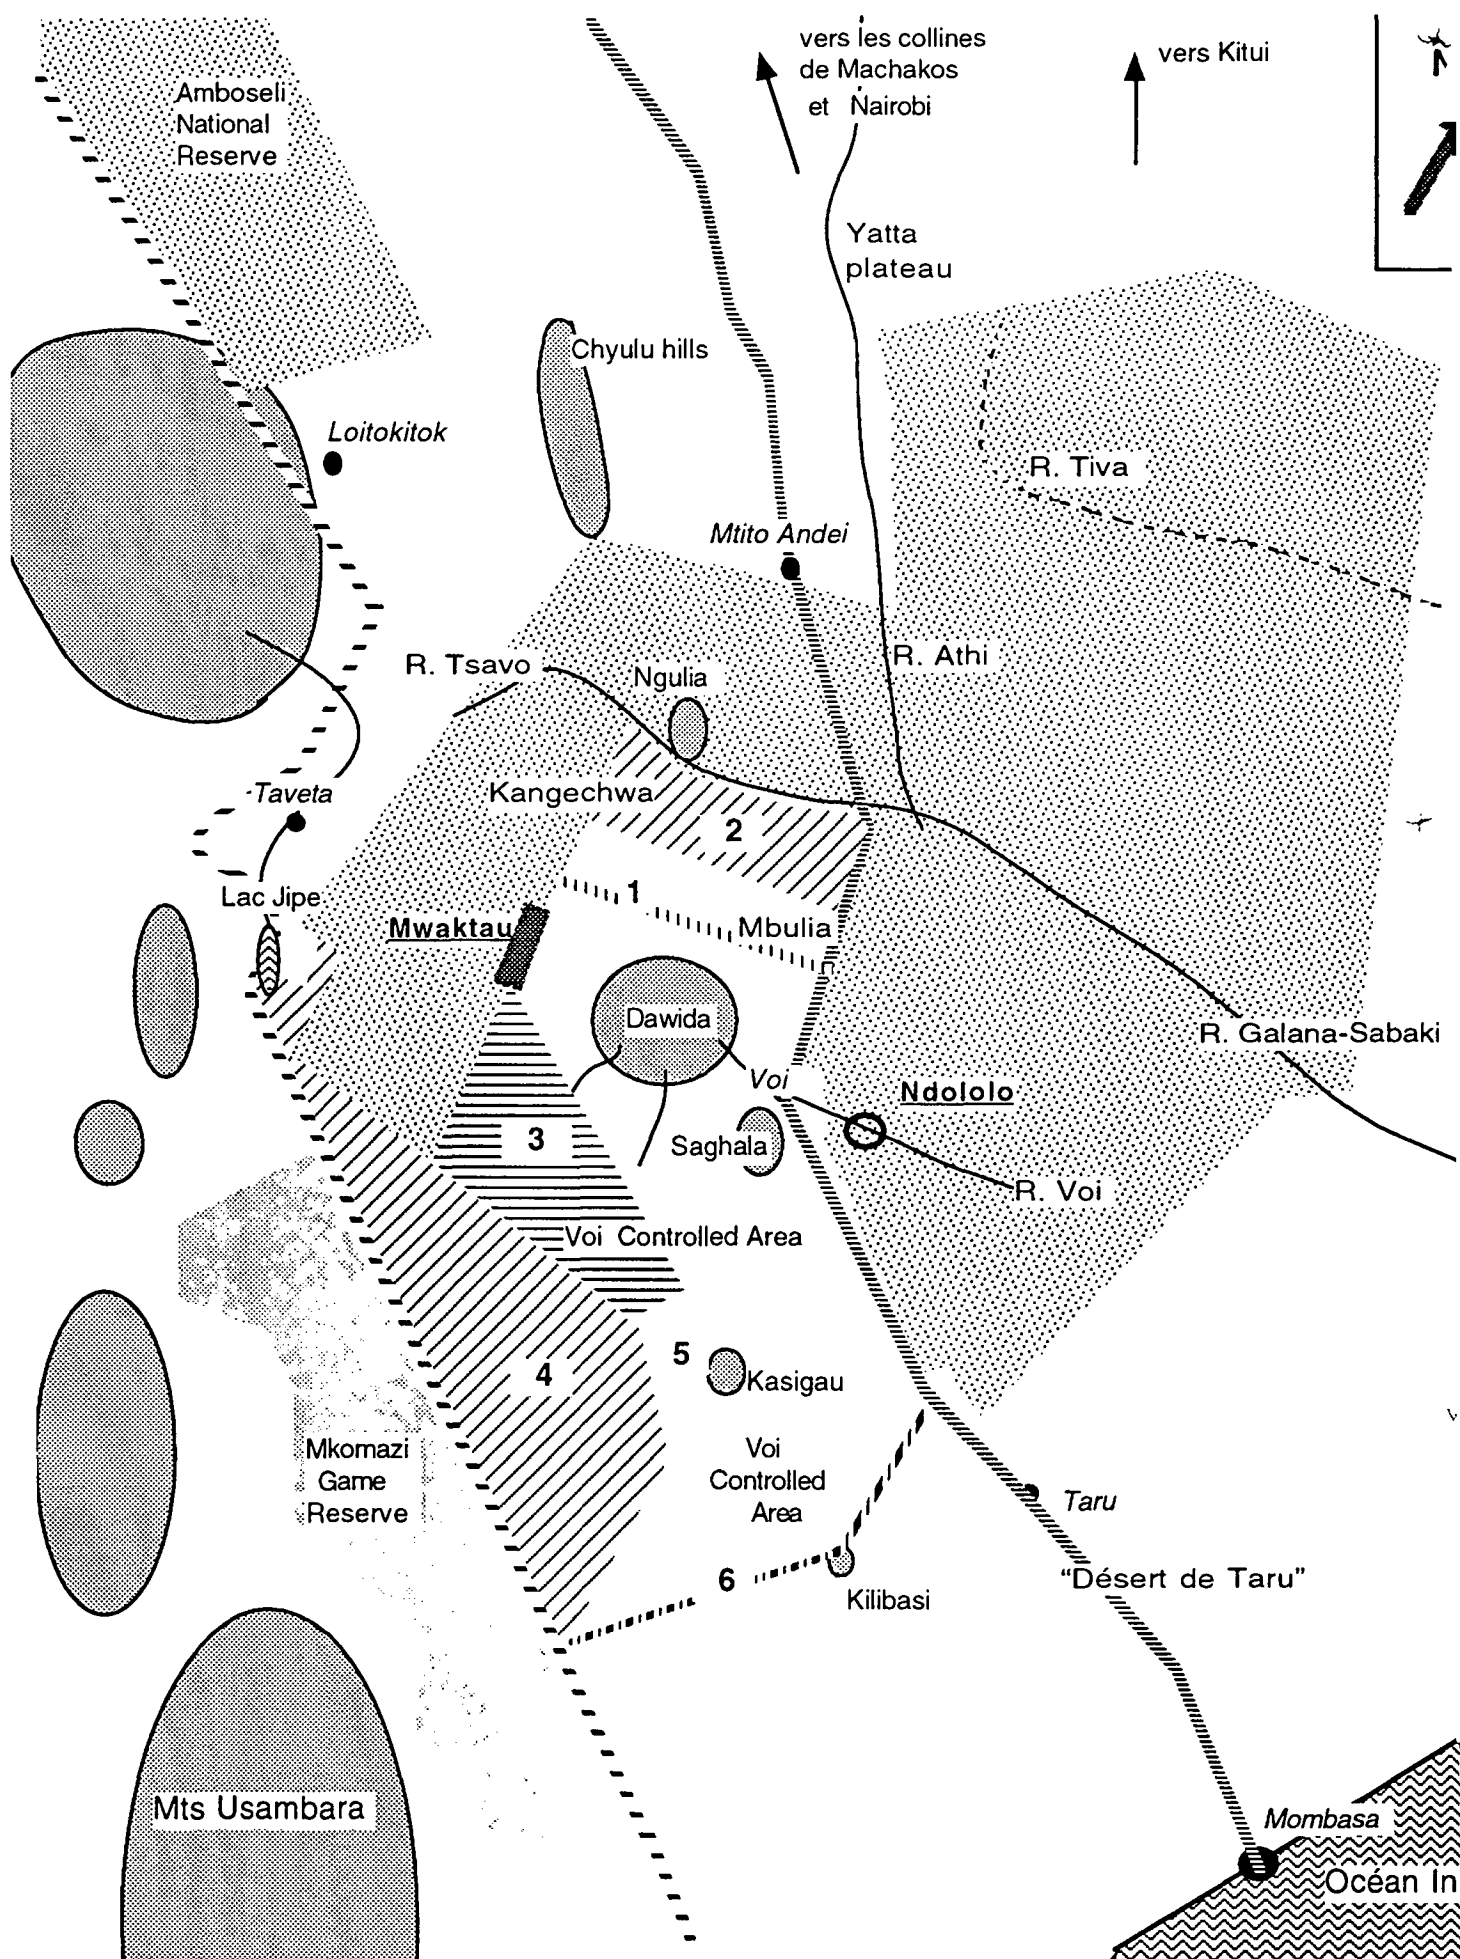 vers les collines
de Machakos
et Nairobi
vers Kitui
Amboseli
National
Reserve
Yatta
plateau
Chyulu hills
Loitokitok
R. Tiva
Mtito Andei
R. Athi
R. Tsavo
Ngulia
Kangechwa
Taveta
2
1
Lac Jipe
Mwaktau
Mbulia
Dawida
R. Galana-Sabaki
Voi
Ndololo
3
Saghala
R. Voi
Voi Controlled Area
5
4
Kasigau
Mkomazi
Game
Reserve
Voi
Controlled
Area
Taru
6
"Désert de Taru"
Kilibasi
Mts Usambara
Mombasa
Océan In